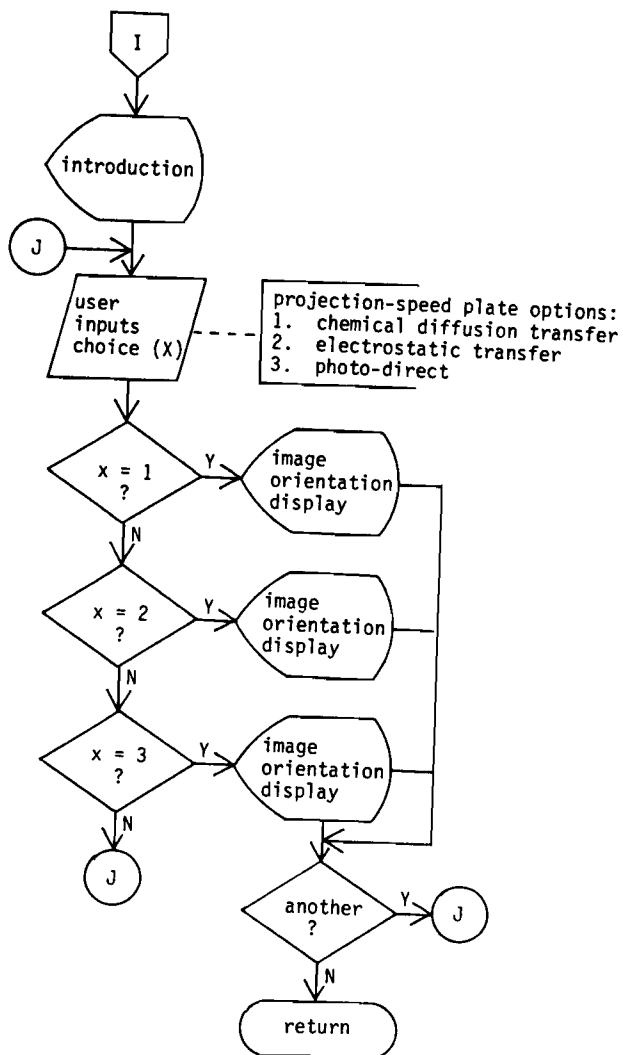 I
introduction
J
user
inputs
choice (X)
projection-speed plate options:
1. chemical diffusion transfer
2. electrostatic transfer
3. photo-direct
x = 1
?
Y
image
orientation
display
N
x = 2
?
Y
image
orientation
display
N
x = 3
?
Y
image
orientation
display
N
J
another
?
Y
J
N
return